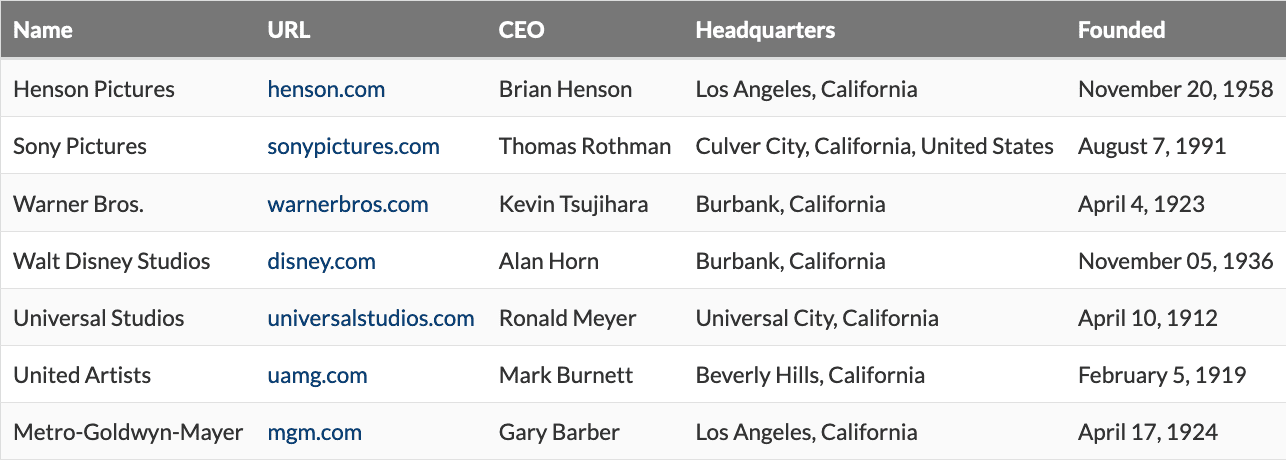 Name URL CEO Headquarters Founded
Henson Pictures henson.com Brian Henson Los Angeles, California November 20, 1958
Sony Pictures sonypictures.com Thomas Rothman Culver City, California, United States August 7, 1991
Warner Bros. warnerbros.com Kevin Tsujihara Burbank, California April 4, 1923
Walt Disney Studios disney.com Alan Horn Burbank, California November 05, 1936
Universal Studios universalstudios.com Ronald Meyer Universal City, California April 10, 1912
United Artists uamg.com Mark Burnett Beverly Hills, California February 5, 1919
Metro-Goldwyn-Mayer mgm.com Gary Barber Los Angeles, California April 17, 1924